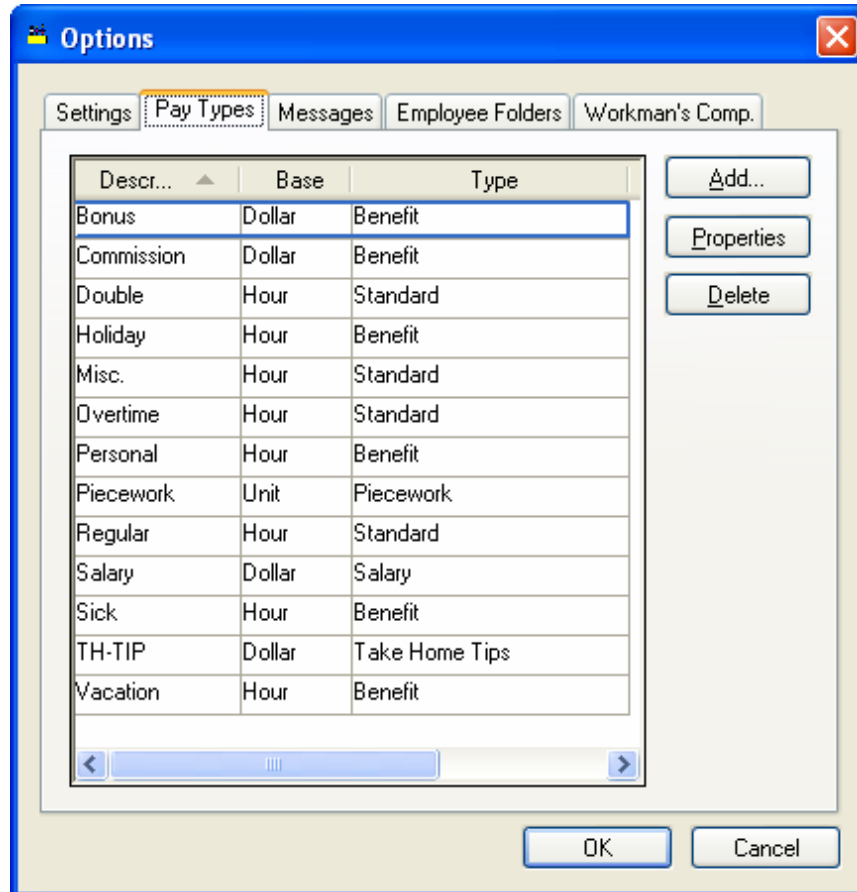 Options
Settings Pay Types Messages Employee Folders Workman's Comp.
Descr... Base Type
Bonus Dollar Benefit
Commission Dollar Benefit
Double Hour Standard
Holiday Hour Benefit
Misc. Hour Standard
Overtime Hour Standard
Personal Hour Benefit
Piecework Unit Piecework
Regular Hour Standard
Salary Dollar Salary
Sick Hour Benefit
TH-TIP Dollar Take Home Tips
Vacation Hour Benefit
Add...
Properties
Delete
OK Cancel